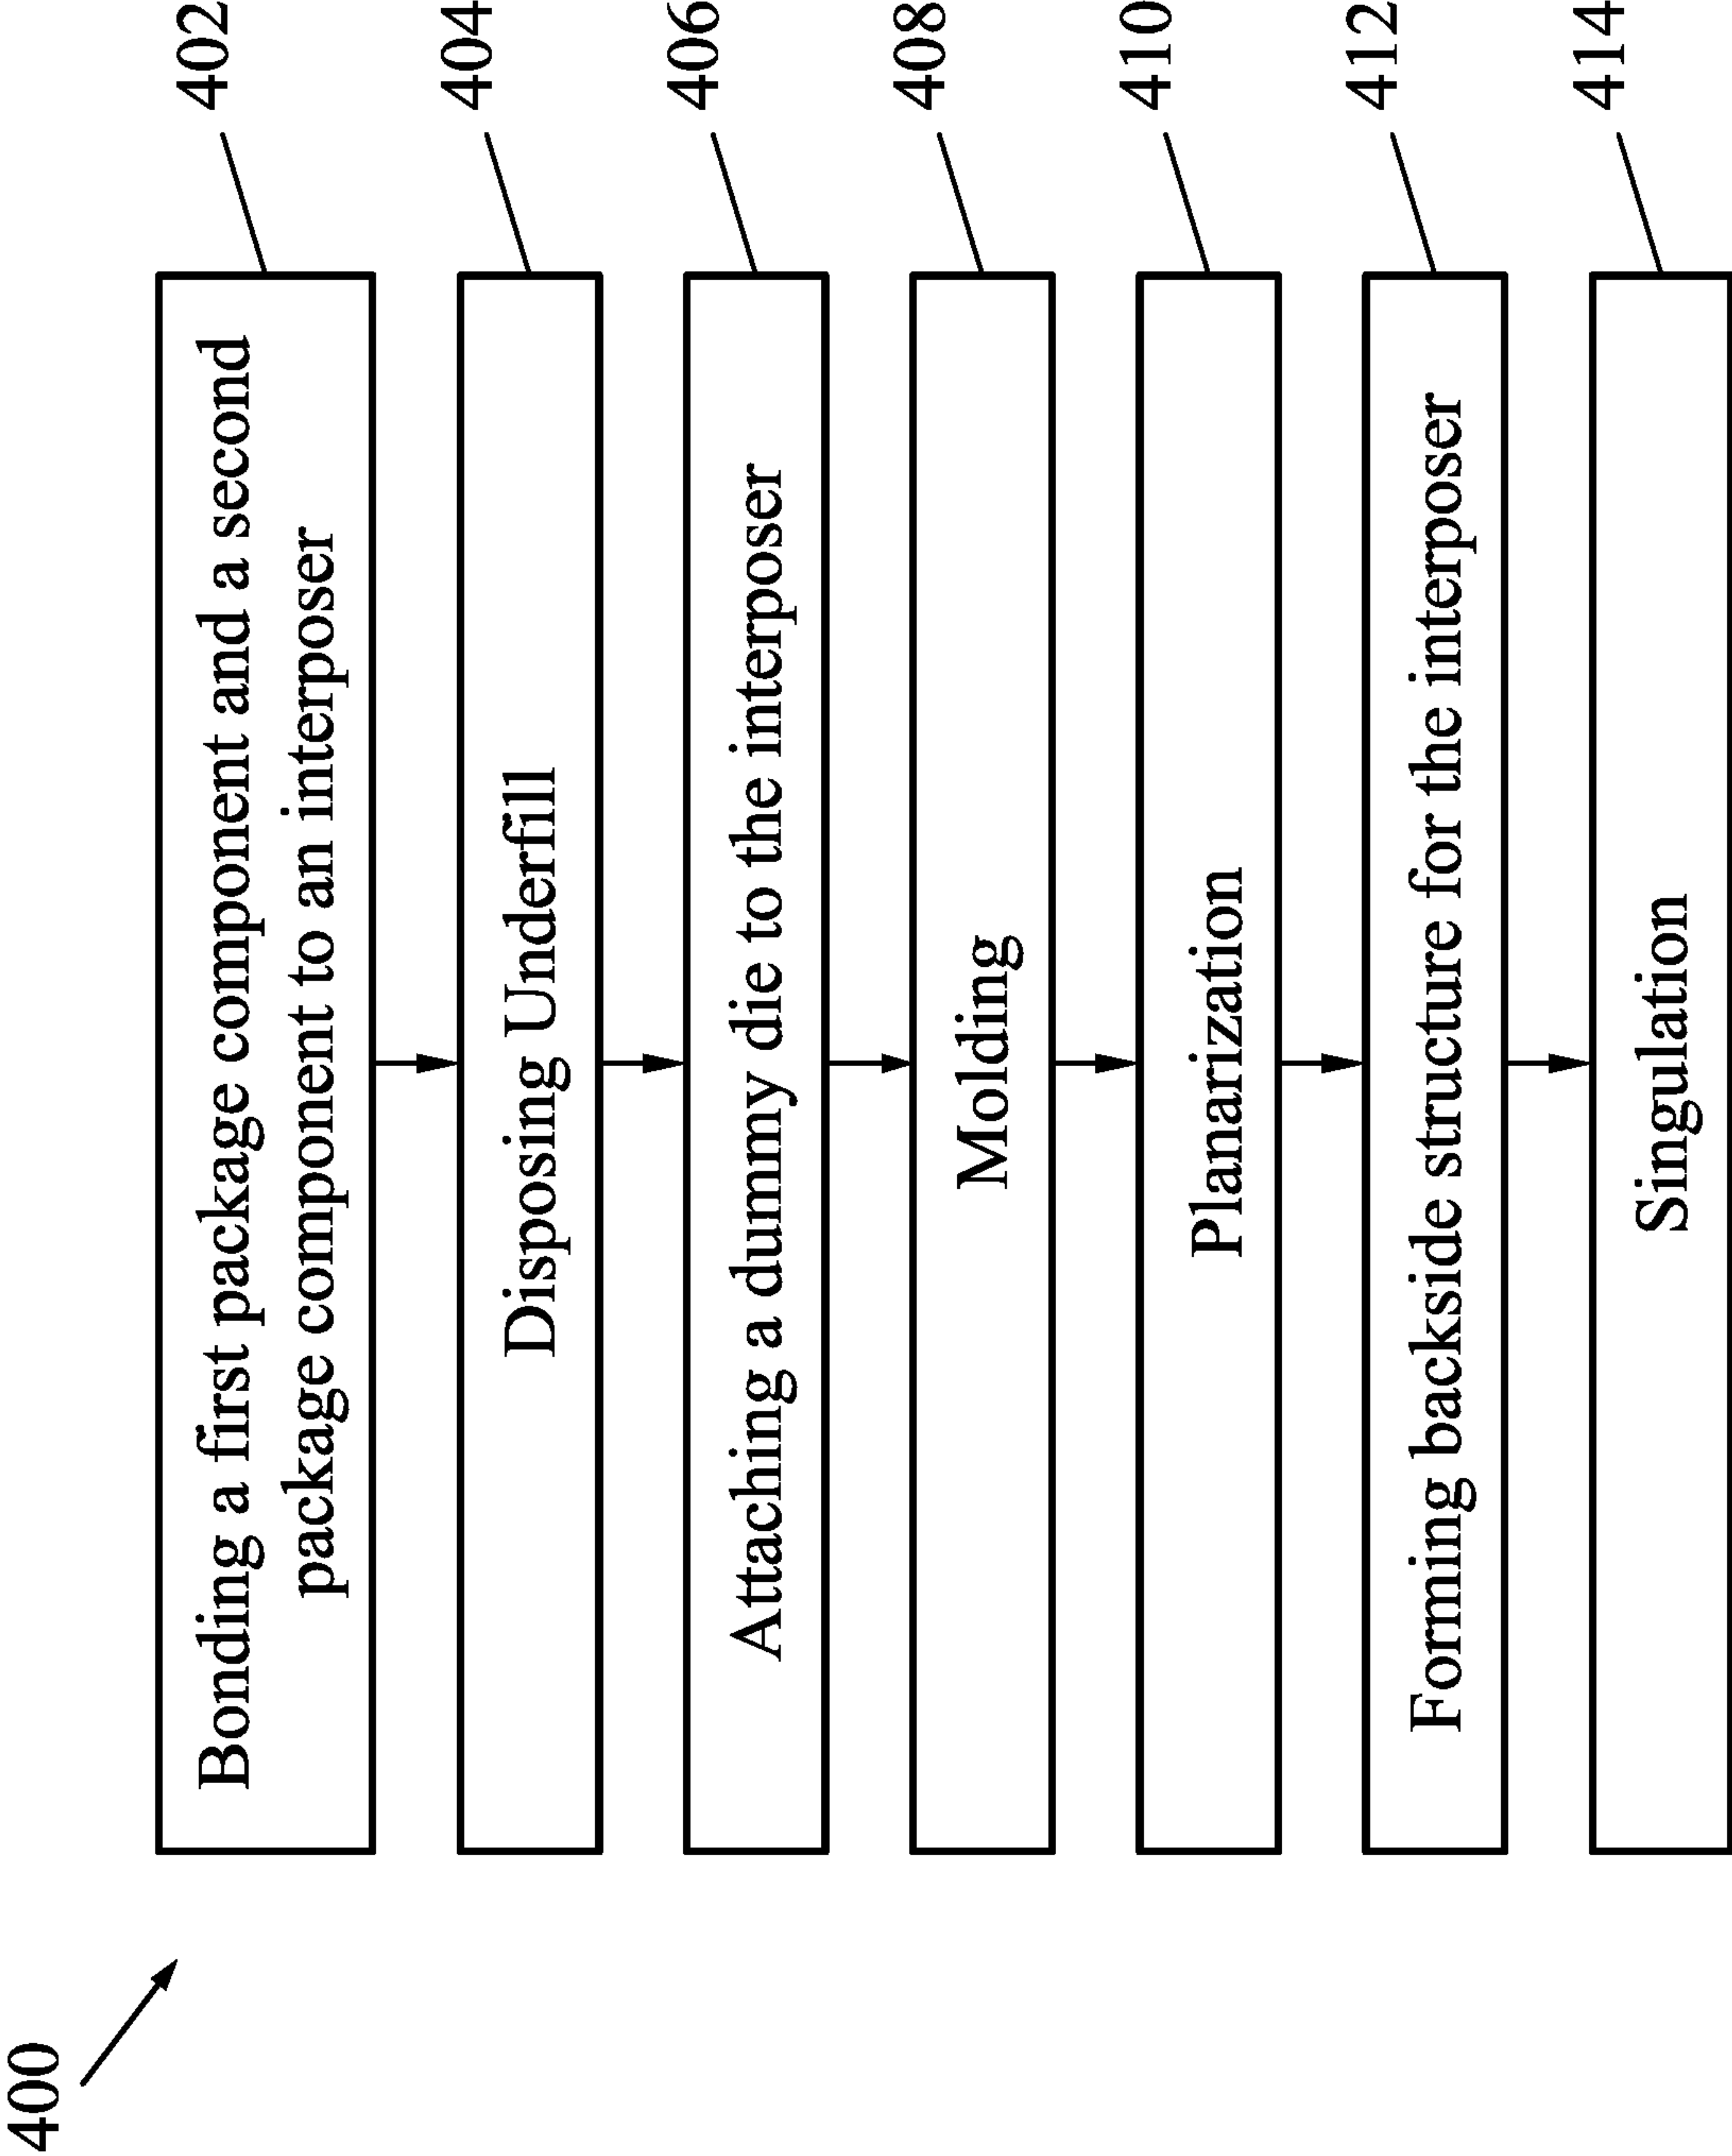 400
Bonding a first package component and a second
package component to an interposer
402
Disposing Underfill
404
Attaching a dummy die to the interposer
406
Molding
408
Planarization
410
Forming backside structure for the interposer
412
Singulation
414